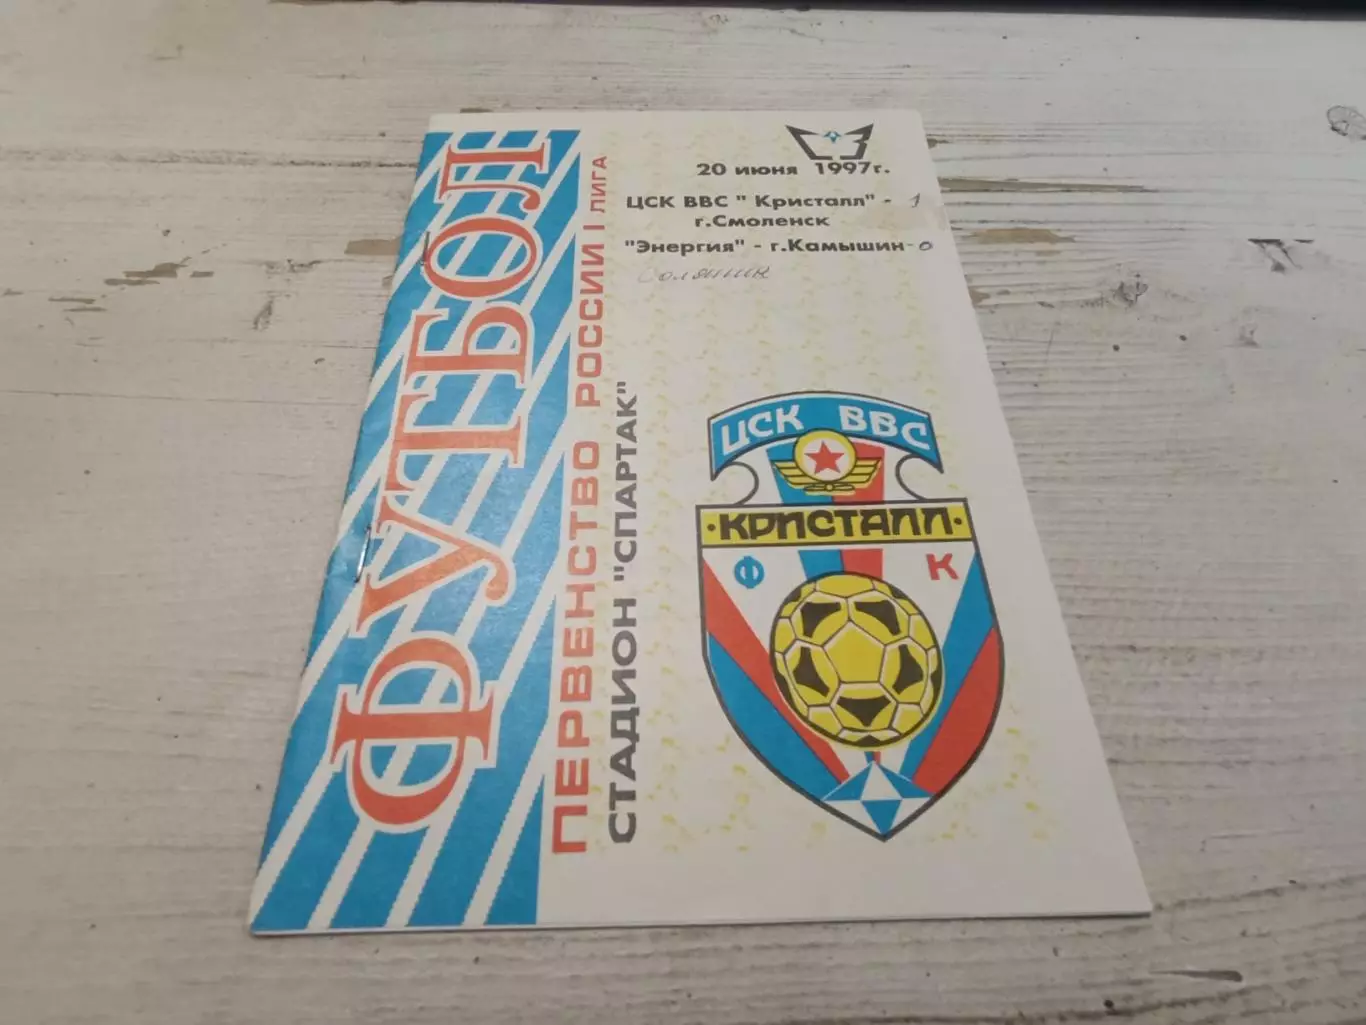 ФУТБОЛ
ПЕРВЕНСТВО РОССИИ I ЛИГА
СТАДИОН "СПАРТАК"
20 июня 1997г.
ЦСК ВВС " Кристалл" - 1
г.Смоленск
"Энергия" - г.Камышин-0
Соляник
ЦСК ВВС
·КРИСТАЛЛ·
Ф К